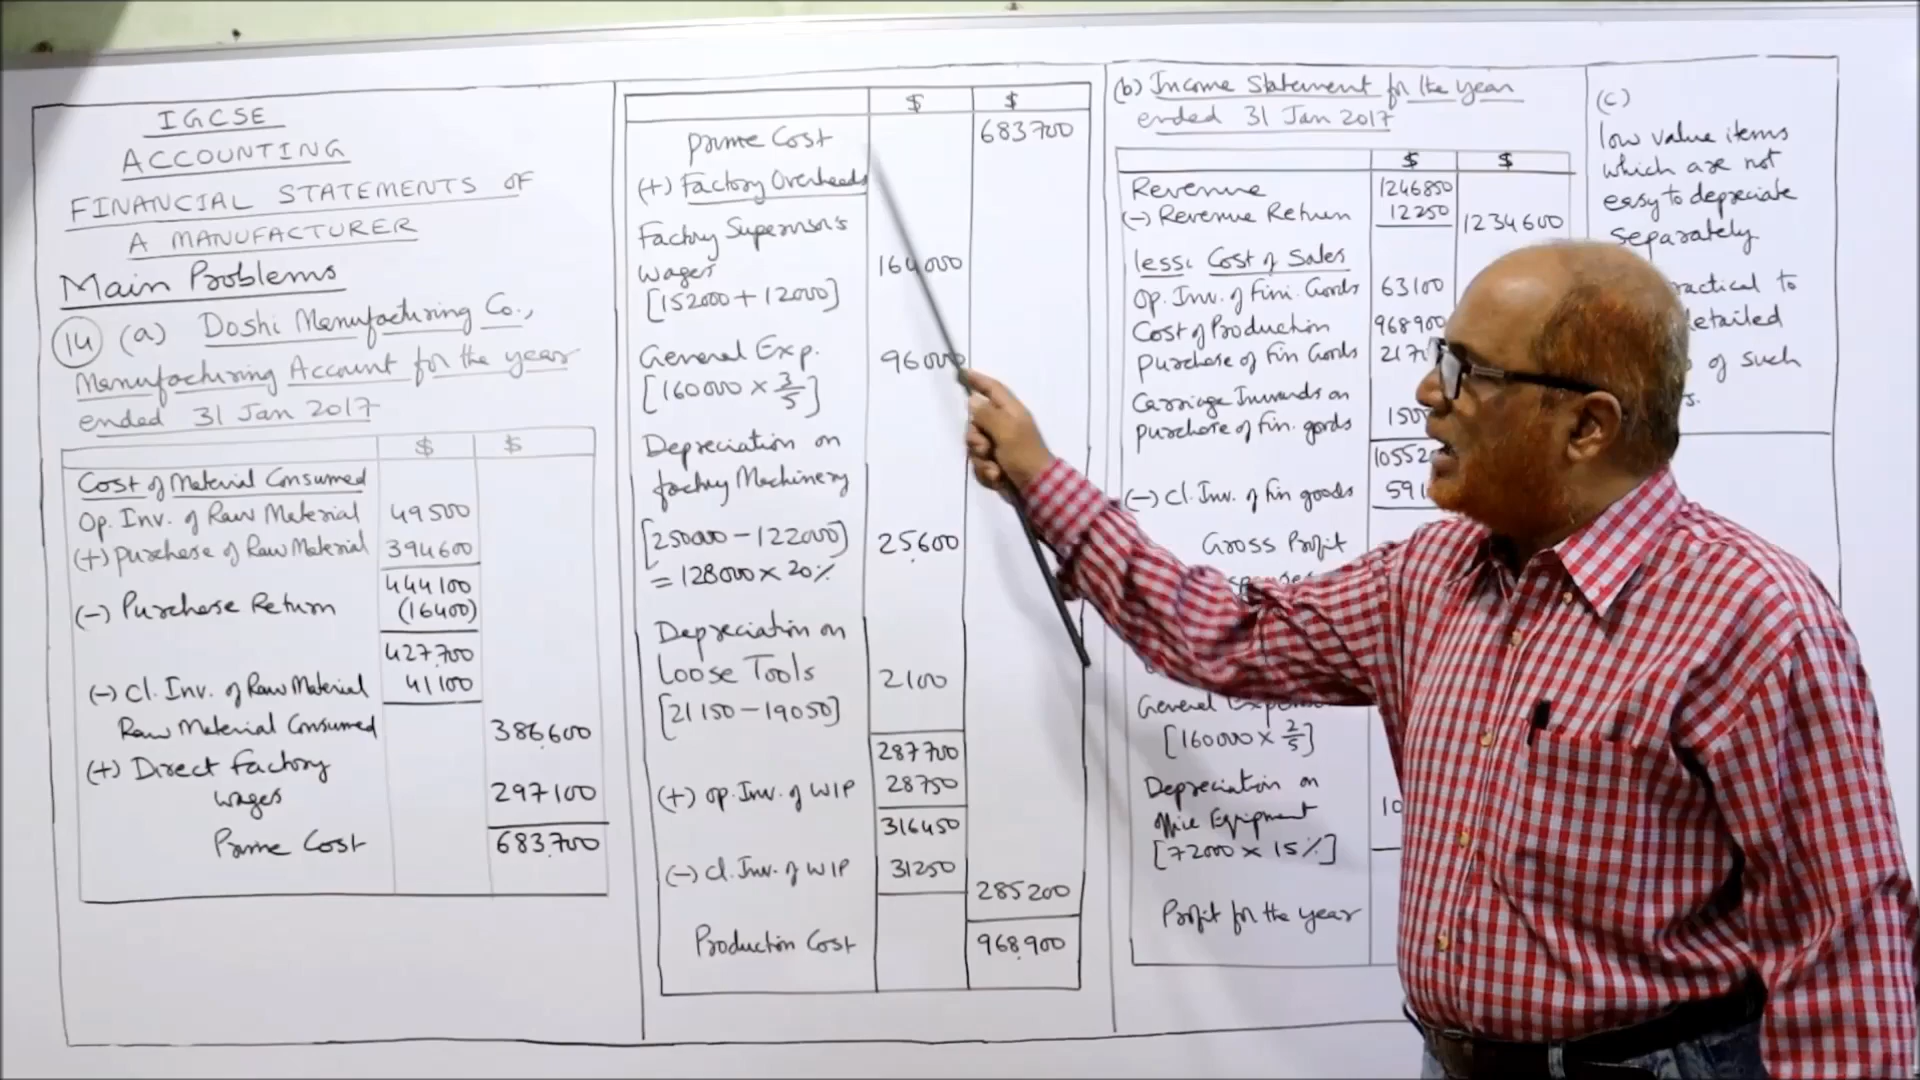 IGCSE
ACCOUNTING
FINANCIAL STATEMENTS OF
A MANUFACTURER
Main Problems
14 (a) Doshi Manufacturing Co.,
Manufacturing Account for the year
ended 31 Jan 2017
$ $
Cost of Material Consumed
Op. Inv. of Raw Material 49500
(+) Purchase of Raw Material 394600
444100
(-) Purchase Return (16400)
427700
(-) Cl. Inv. of Raw Material 41100
Raw Material Consumed 386600
(+) Direct Factory
wages 297100
Prime Cost 683700
$ $
Prime Cost 683700
(+) Factory Overheads
Factory Supervisor's
wages 164000
[152000 + 12000]
General Exp. 96000
[160000 × 3/5]
Depreciation on
factory Machinery
[250000 - 122000] 25600
= 128000 × 20%
Depreciation on
Loose Tools 2100
[21150 - 19050]
287700
(+) Op. Inv. of WIP 28750
316450
(-) Cl. Inv. of WIP 31250
285200
Production Cost 968900
(b) Income Statement for the year
ended 31 Jan 2017
$ $
Revenue 1246850
(-) Revenue Return 12250 1234600
less: Cost of Sales
Op. Inv. of Fini. Goods 63100
Cost of Production 968900
Purchase of Fin Goods
Carriage Inwards on
purchase of fin. goods
(-) Cl. Inv. of Fin goods
Gross Profit
General
[160000 × 2/5]
Depreciation on
office Equipment
[72000 × 15%]
Profit for the year
(c)
low value items
which are not
easy to depreciate
separately
to
of such